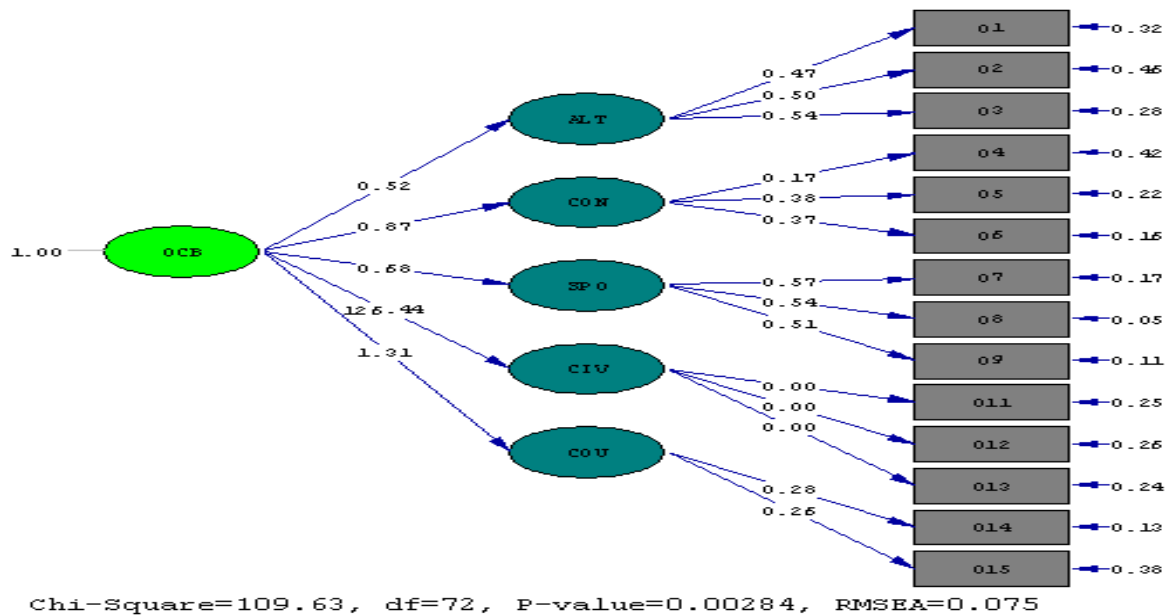 O1 0.32
0.47
O2 0.46
0.50
ALT 0.54 O3 0.28
O4 0.42
0.17
0.52 O5 0.22
CON 0.38
0.87 0.37 O6 0.16
1.00 OCB
0.68 SPO 0.57 O7 0.17
0.54
126.44 0.51 O8 0.05
1.31 O9 0.11
CIV 0.00
0.00 O11 0.25
0.00
O12 0.26
COU
O13 0.24
0.28
0.26 O14 0.13
O15 0.38
Chi-Square=109.63, df=72, P-value=0.00284, RMSEA=0.075